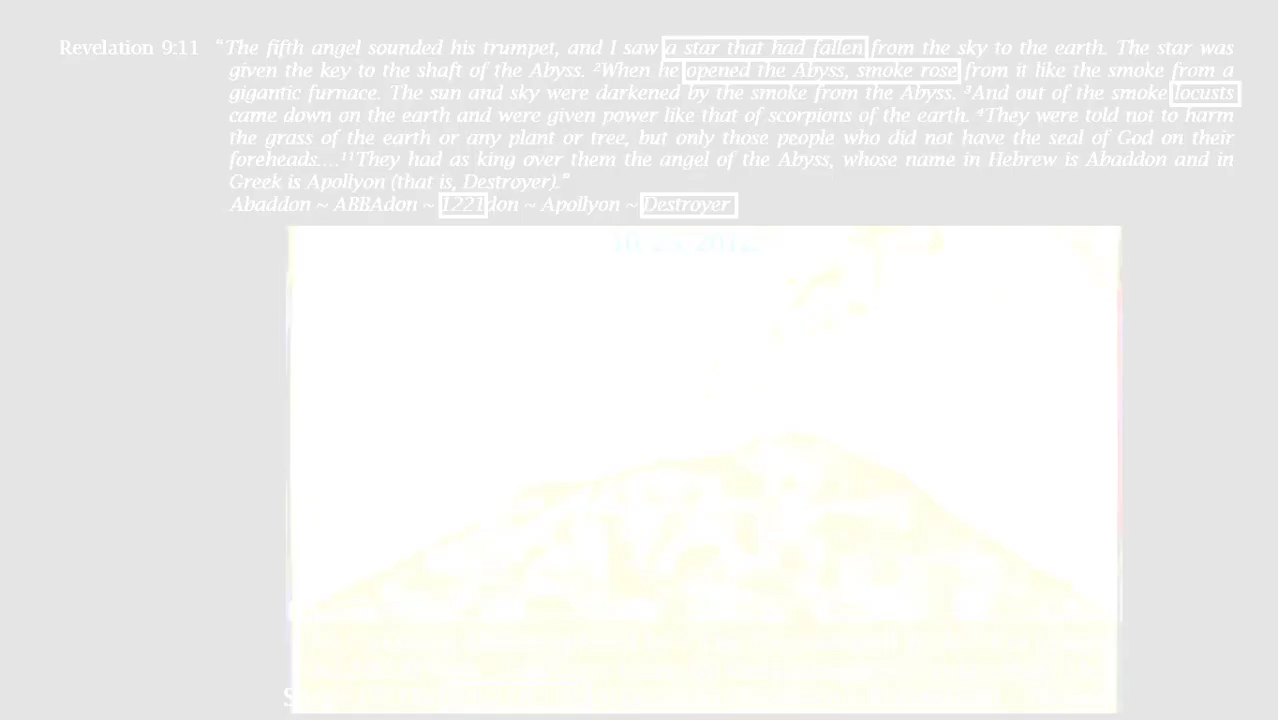 Revelation 9:11 “The fifth angel sounded his trumpet, and I saw a star that had fallen from the sky to the earth. The star was
given the key to the shaft of the Abyss. ²When he opened the Abyss, smoke rose from it like the smoke from a
gigantic furnace. The sun and sky were darkened by the smoke from the Abyss. ³And out of the smoke locusts
came down on the earth and were given power like that of scorpions of the earth. ⁴They were told not to harm
the grass of the earth or any plant or tree, but only those people who did not have the seal of God on their
foreheads....¹¹They had as king over them the angel of the Abyss, whose name in Hebrew is Abaddon and in
Greek is Apollyon (that is, Destroyer).”
Abaddon ~ ABBAdon ~ 1221don ~ Apollyon ~ Destroyer